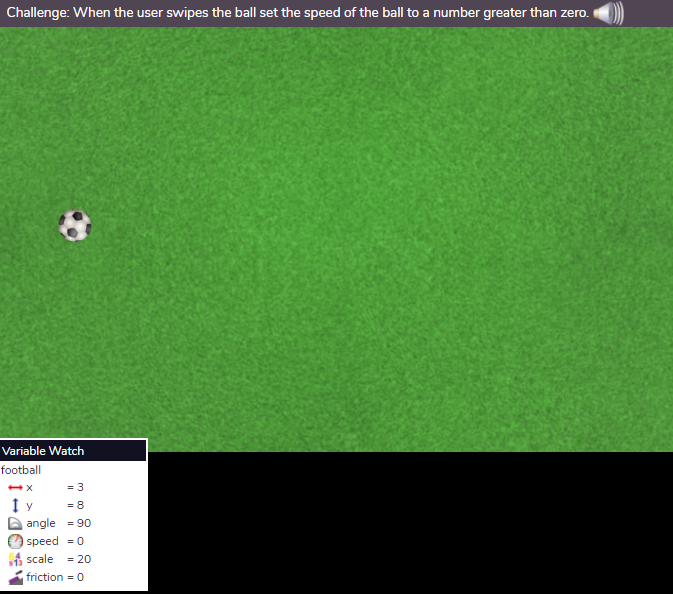 Challenge: When the user swipes the ball set the speed of the ball to a number greater than zero.
Variable Watch
football
x = 3
y = 8
angle = 90
speed = 0
scale = 20
friction = 0